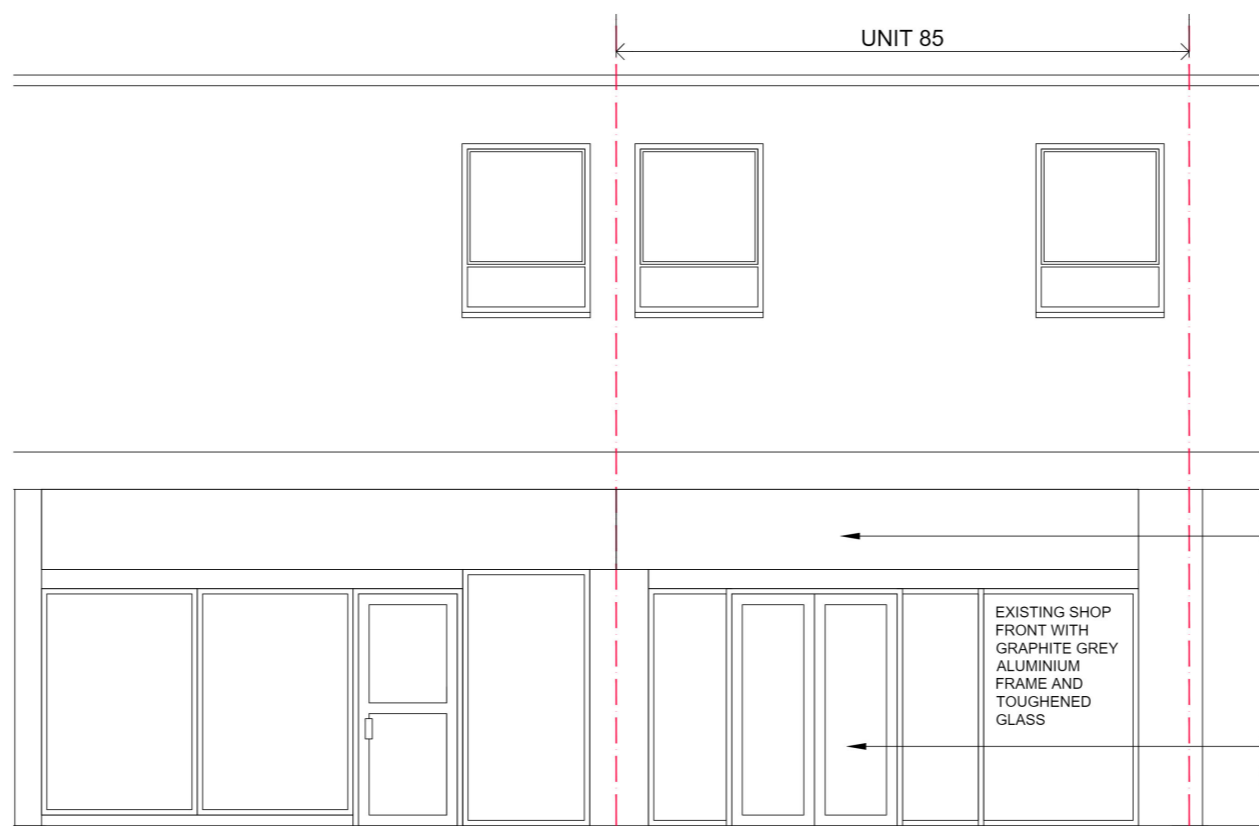 UNIT 85
EXISTING SHOP
FRONT WITH
GRAPHITE GREY
ALUMINIUM
FRAME AND
TOUGHENED
GLASS